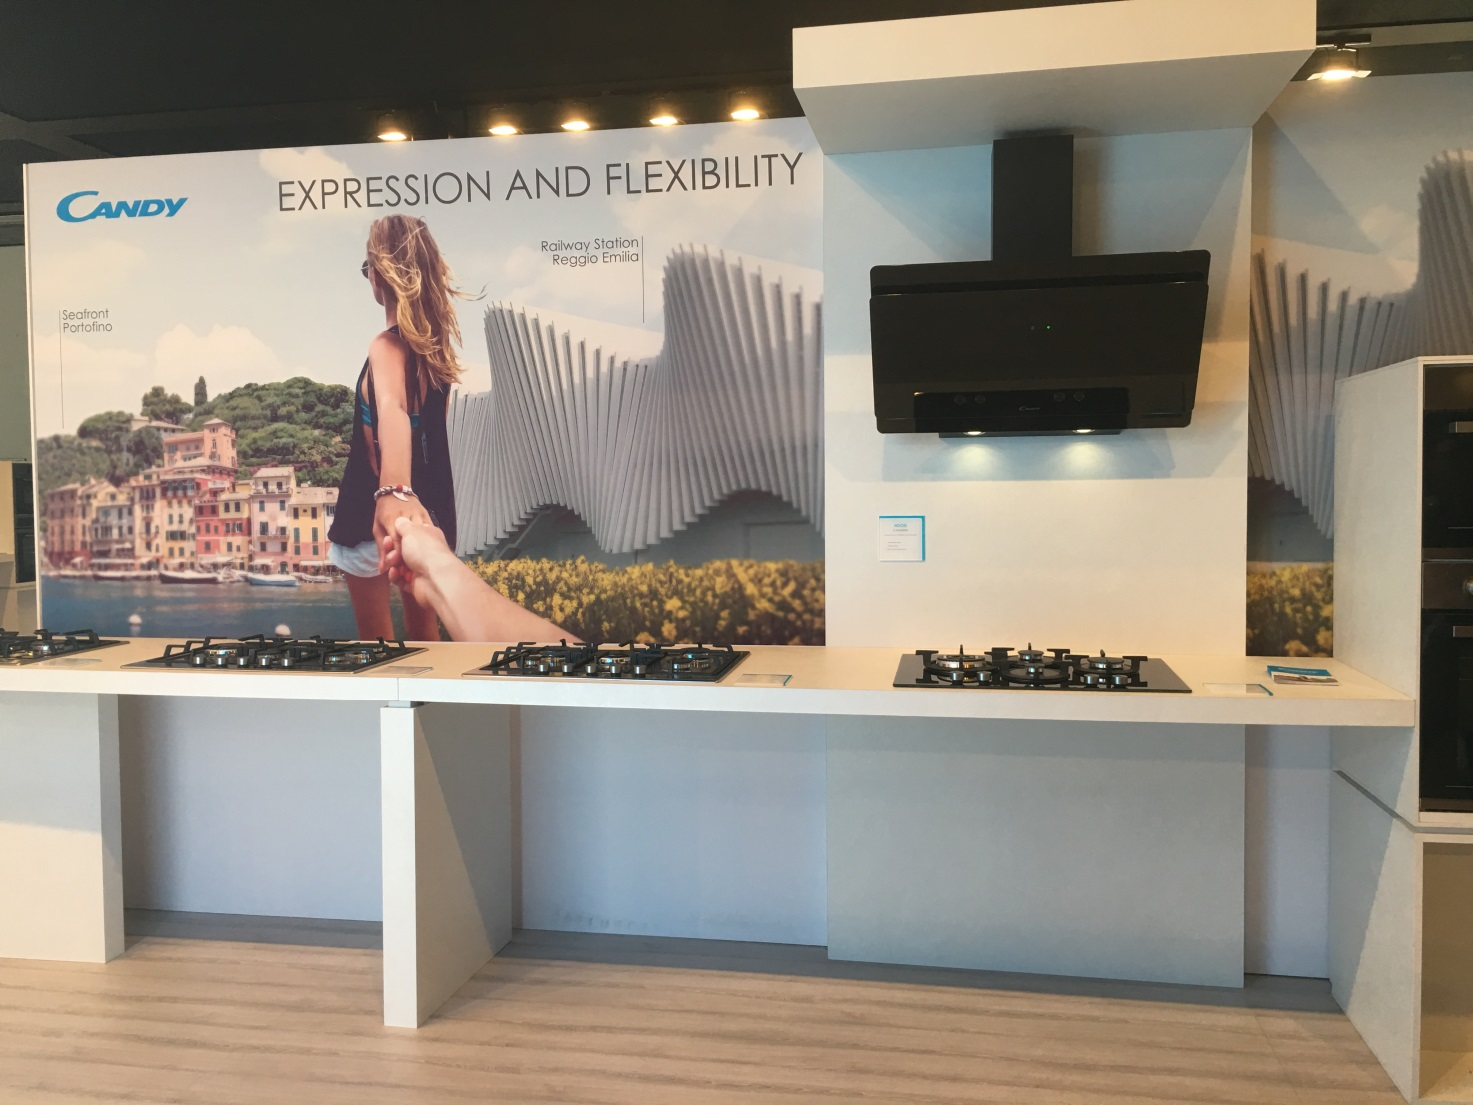 CANDY
EXPRESSION AND FLEXIBILITY
Railway Station
Reggio Emilia
Seafront
Portofino